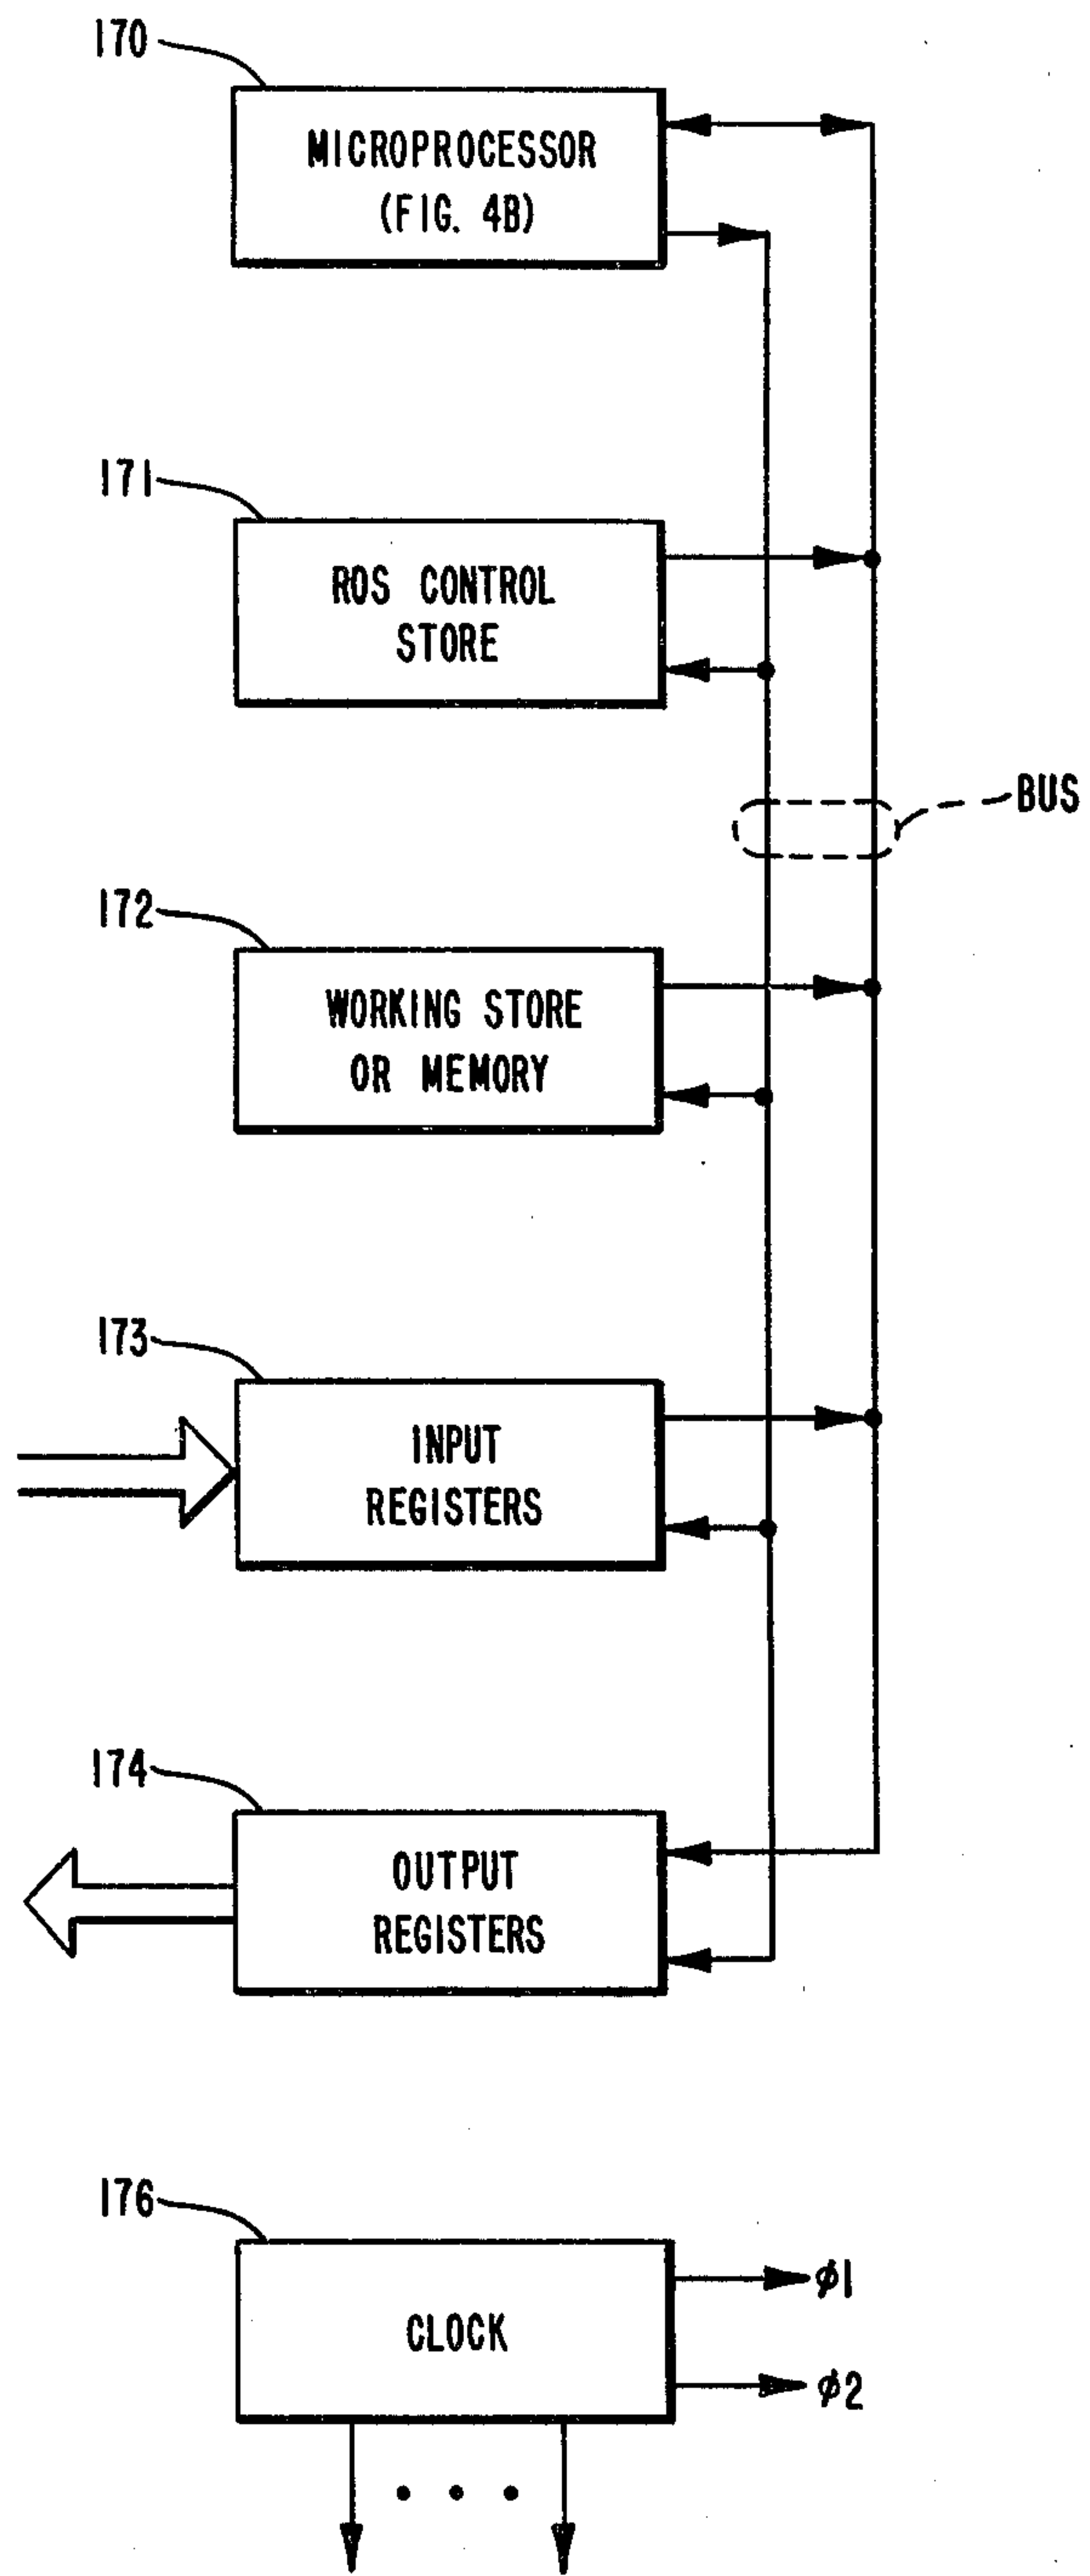 170
MICROPROCESSOR
(FIG. 4B)
171
ROS CONTROL
STORE
BUS
172
WORKING STORE
OR MEMORY
173
INPUT
REGISTERS
174
OUTPUT
REGISTERS
176
CLOCK
ϕ1
ϕ2